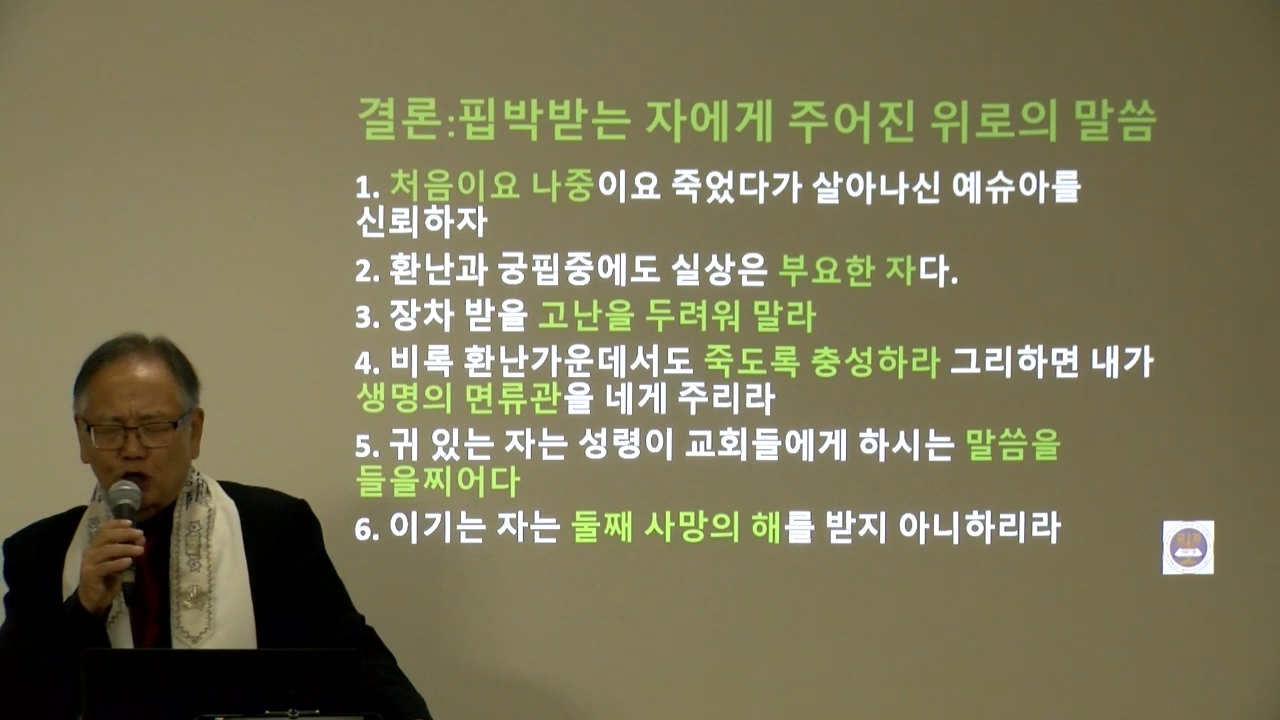 결론:핍박받는 자에게 주어진 위로의 말씀
1. 처음이요 나중이요 죽었다가 살아나신 예슈아를
신뢰하자
2. 환난과 궁핍중에도 실상은 부요한 자다.
3. 장차 받을 고난을 두려워 말라
4. 비록 환난가운데서도 죽도록 충성하라 그리하면 내가
생명의 면류관을 네게 주리라
5. 귀 있는 자는 성령이 교회들에게 하시는 말씀을
들을찌어다
6. 이기는 자는 둘째 사망의 해를 받지 아니하리라